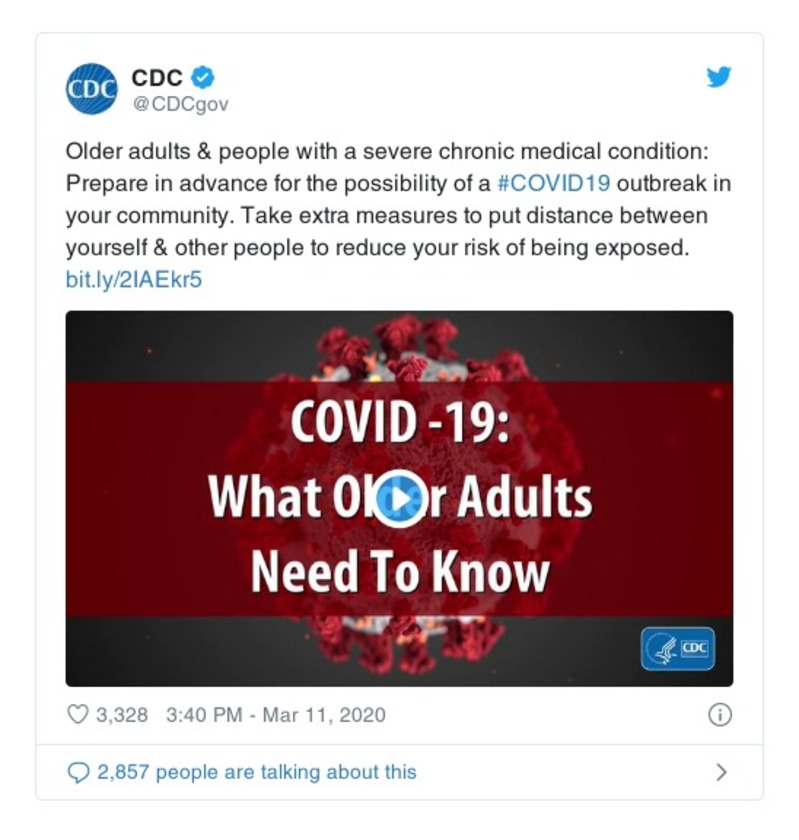 CDC
CDC
@CDCgov
Older adults & people with a severe chronic medical condition:
Prepare in advance for the possibility of a #COVID19 outbreak in
your community. Take extra measures to put distance between
yourself & other people to reduce your risk of being exposed.
bit.ly/2IAEkr5
COVID -19:
What Older Adults
Need To Know
CDC
3,328 3:40 PM - Mar 11, 2020
2,857 people are talking about this